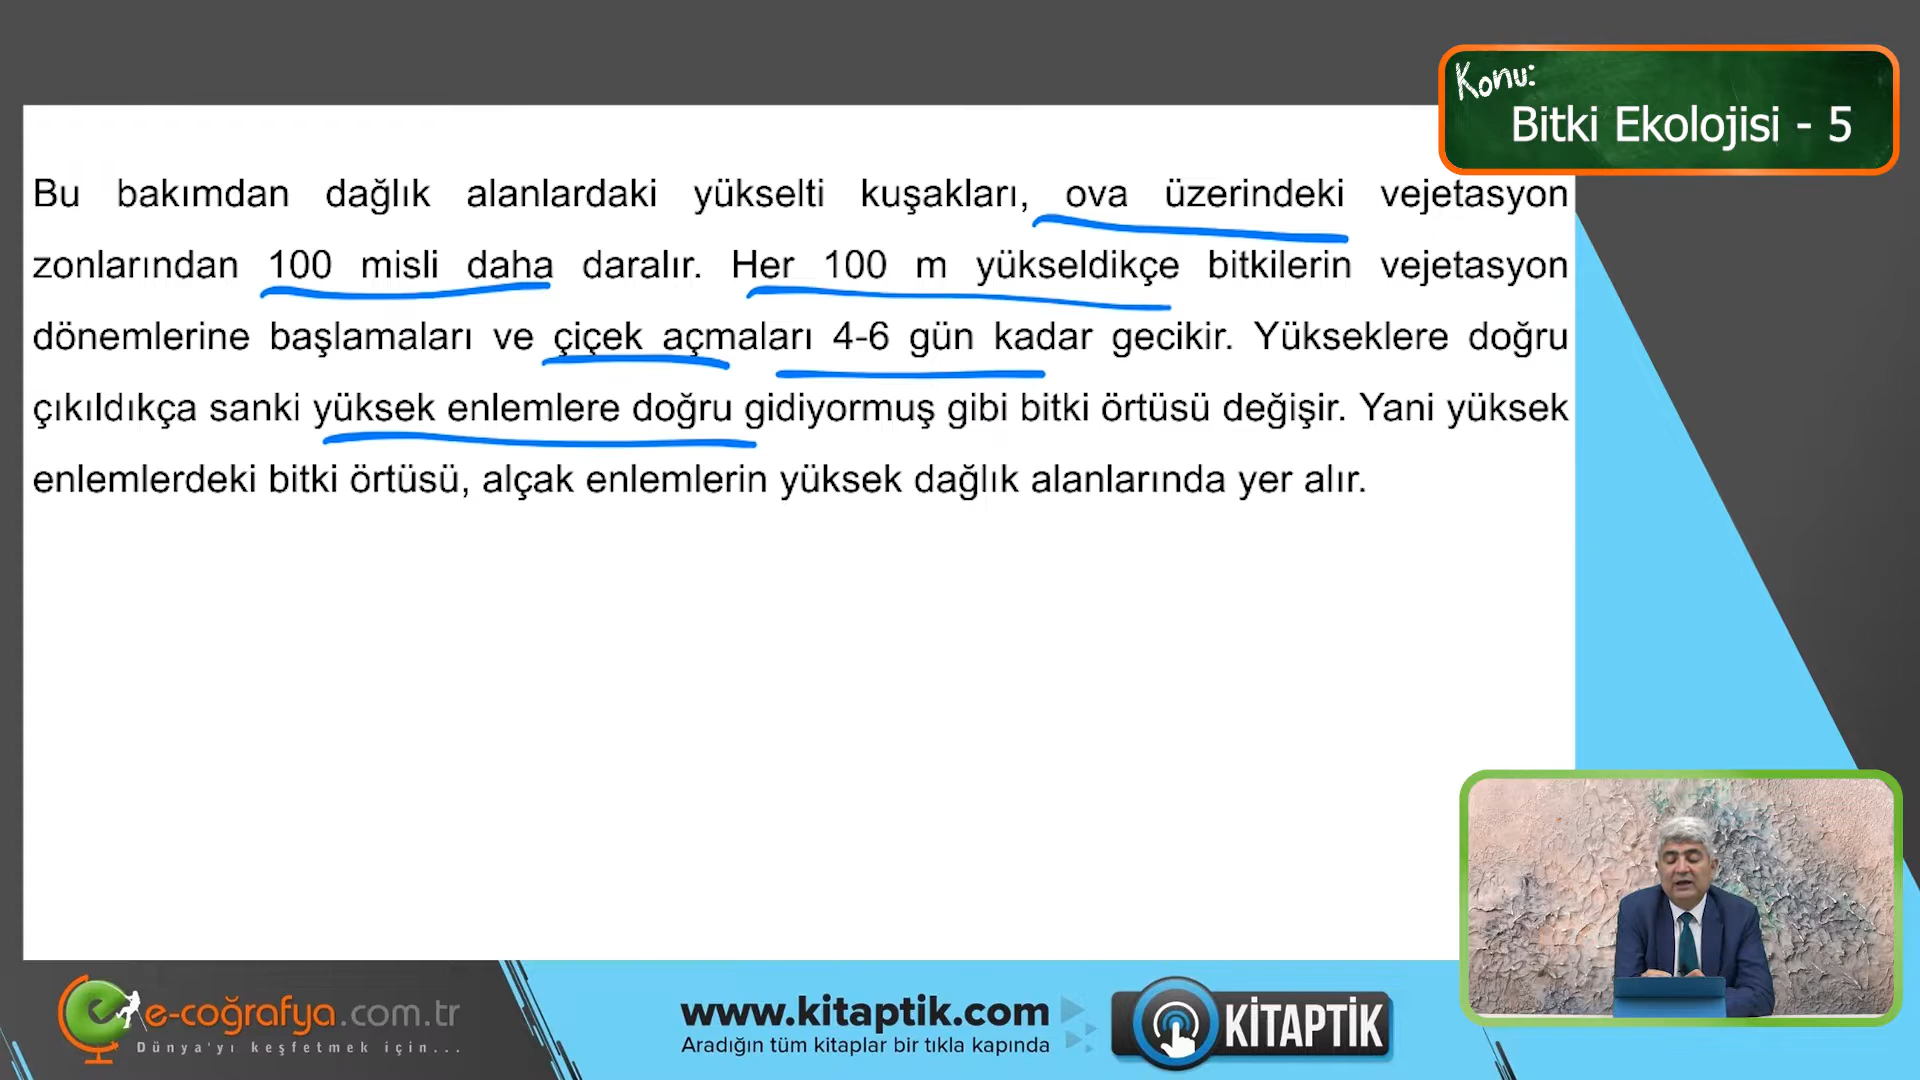 Konu:
Bitki Ekolojisi - 5
Bu bakımdan dağlık alanlardaki yükselti kuşakları, ova üzerindeki vejetasyon
zonlarından 100 misli daha daralır. Her 100 m yükseldikçe bitkilerin vejetasyon
dönemlerine başlamaları ve çiçek açmaları 4-6 gün kadar gecikir. Yükseklere doğru
çıkıldıkça sanki yüksek enlemlere doğru gidiyormuş gibi bitki örtüsü değişir. Yani yüksek
enlemlerdeki bitki örtüsü, alçak enlemlerin yüksek dağlık alanlarında yer alır.
e-coğrafya.com.tr
Dünya'yı keşfetmek için...
www.kitaptik.com
Aradığın tüm kitaplar bir tıkla kapında
KİTAPTIK